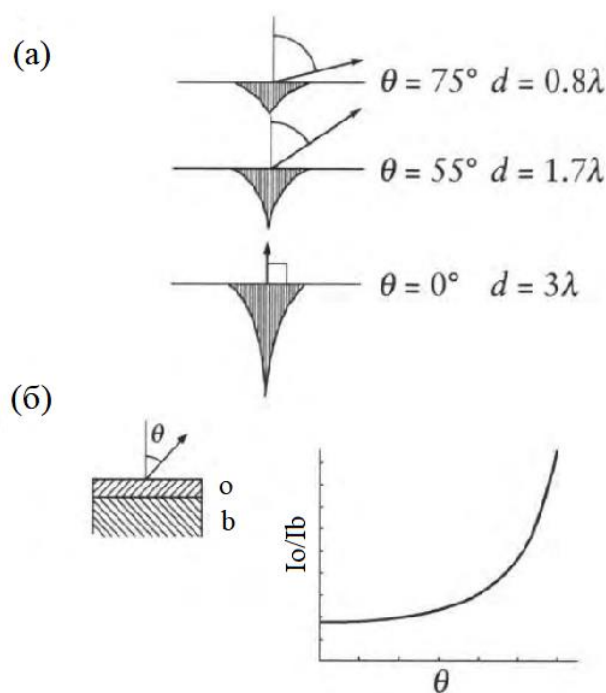 (а)
θ = 75° d = 0.8λ
θ = 55° d = 1.7λ
θ = 0° d = 3λ
(б)
θ
o
b
Io/Ib
θ